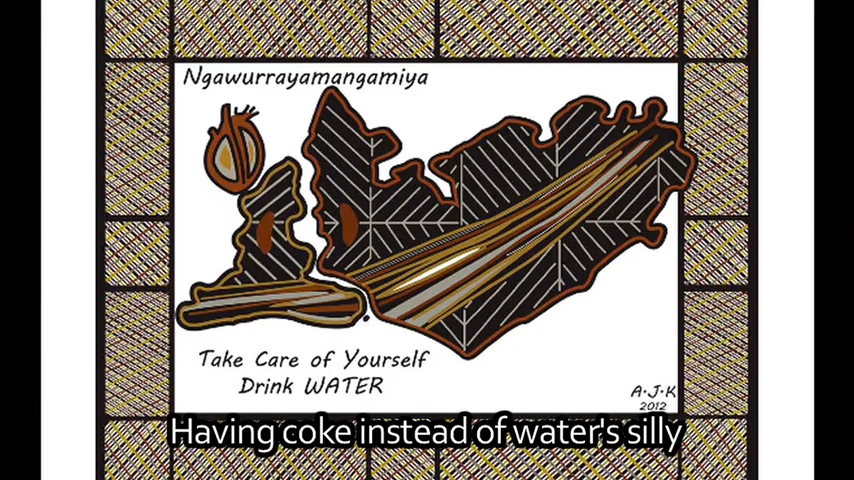 Ngawurrayamangamiya
Take Care of Yourself
Drink WATER
A.J.K
2012
Having coke instead of water's silly